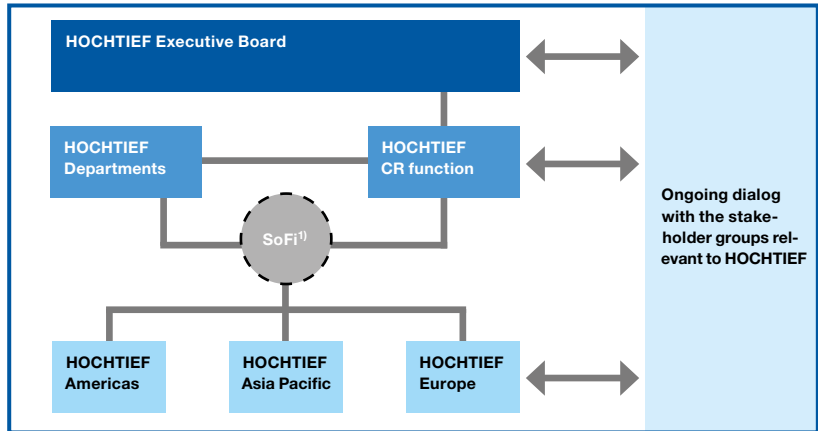 HOCHTIEF Executive Board
HOCHTIEF
Departments
HOCHTIEF
CR function
SoFi¹⁾
Ongoing dialog
with the stake-
holder groups rel-
evant to HOCHTIEF
HOCHTIEF
Americas
HOCHTIEF
Asia Pacific
HOCHTIEF
Europe